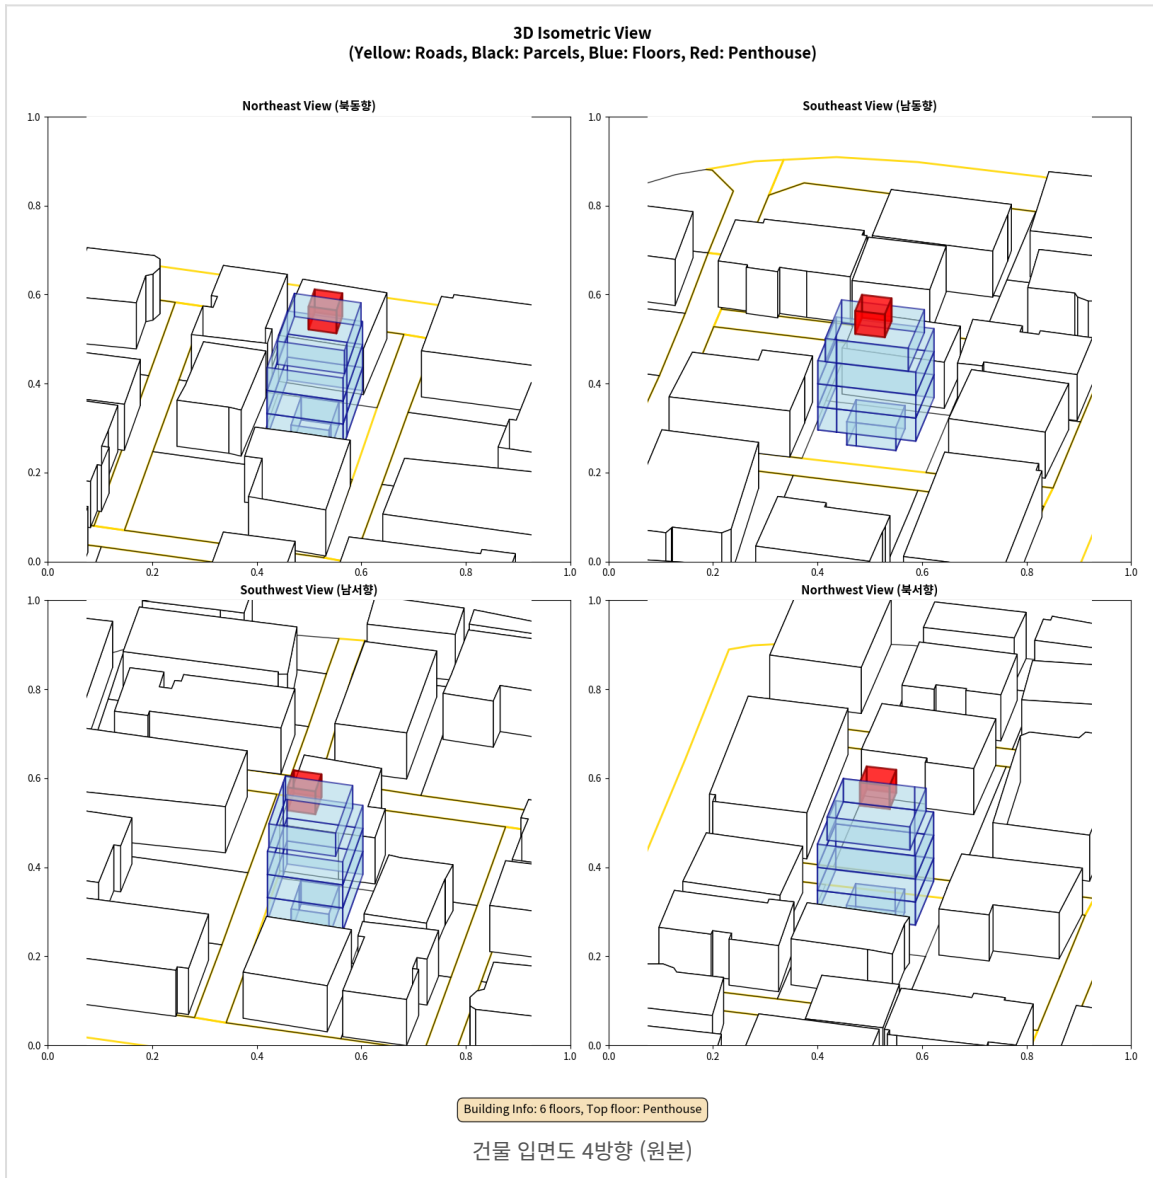 3D Isometric View
(Yellow: Roads, Black: Parcels, Blue: Floors, Red: Penthouse)
Northeast View (북동향)
1.0
0.8
0.6
0.4
0.2
0.0
0.0 0.2 0.4 0.6 0.8 1.0
Southeast View (남동향)
1.0
0.8
0.6
0.4
0.2
0.0
0.0 0.2 0.4 0.6 0.8 1.0
Southwest View (남서향)
1.0
0.8
0.6
0.4
0.2
0.0
0.0 0.2 0.4 0.6 0.8 1.0
Northwest View (북서향)
1.0
0.8
0.6
0.4
0.2
0.0
0.0 0.2 0.4 0.6 0.8 1.0
Building Info: 6 floors, Top floor: Penthouse
건물 입면도 4방향 (원본)